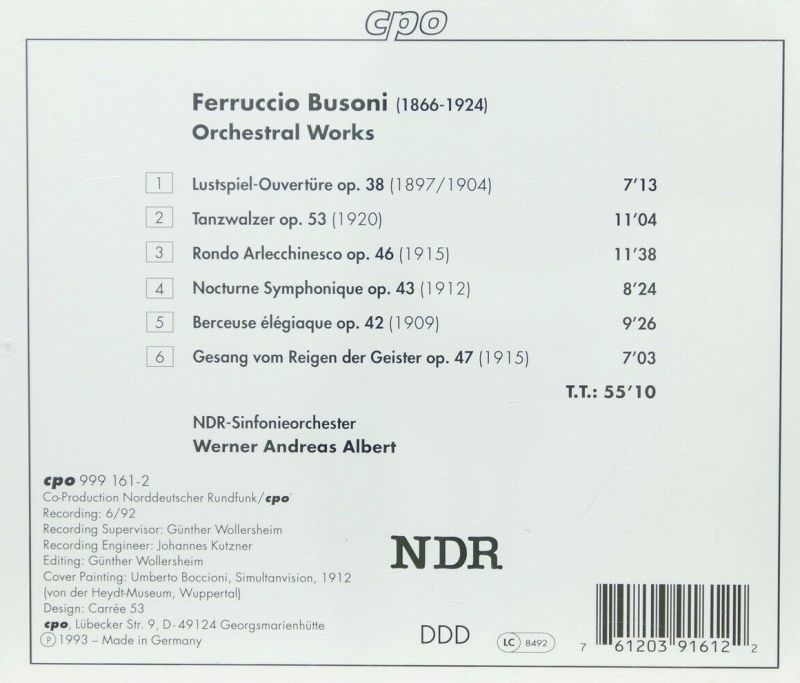 cpo
Ferruccio Busoni (1866-1924)
Orchestral Works
1 Lustspiel-Ouvertüre op. 38 (1897/1904) 7'13
2 Tanzwalzer op. 53 (1920) 11'04
3 Rondo Arlecchinesco op. 46 (1915) 11'38
4 Nocturne Symphonique op. 43 (1912) 8'24
5 Berceuse élégiaque op. 42 (1909) 9'26
6 Gesang vom Reigen der Geister op. 47 (1915) 7'03
T.T.: 55'10
NDR-Sinfonieorchester
Werner Andreas Albert
cpo 999 161-2
Co-Production Norddeutscher Rundfunk/cpo
Recording: 6/92
Recording Supervisor: Günther Wollersheim
Recording Engineer: Johannes Kutzner
Editing: Günther Wollersheim
Cover Painting: Umberto Boccioni, Simultanvision, 1912
(von der Heydt-Museum, Wuppertal)
Design: Carrée 53
cpo, Lübecker Str. 9, D-49124 Georgsmarienhütte
℗ 1993 – Made in Germany
NDR
DDD
LC 8492
7 61203 91612 2